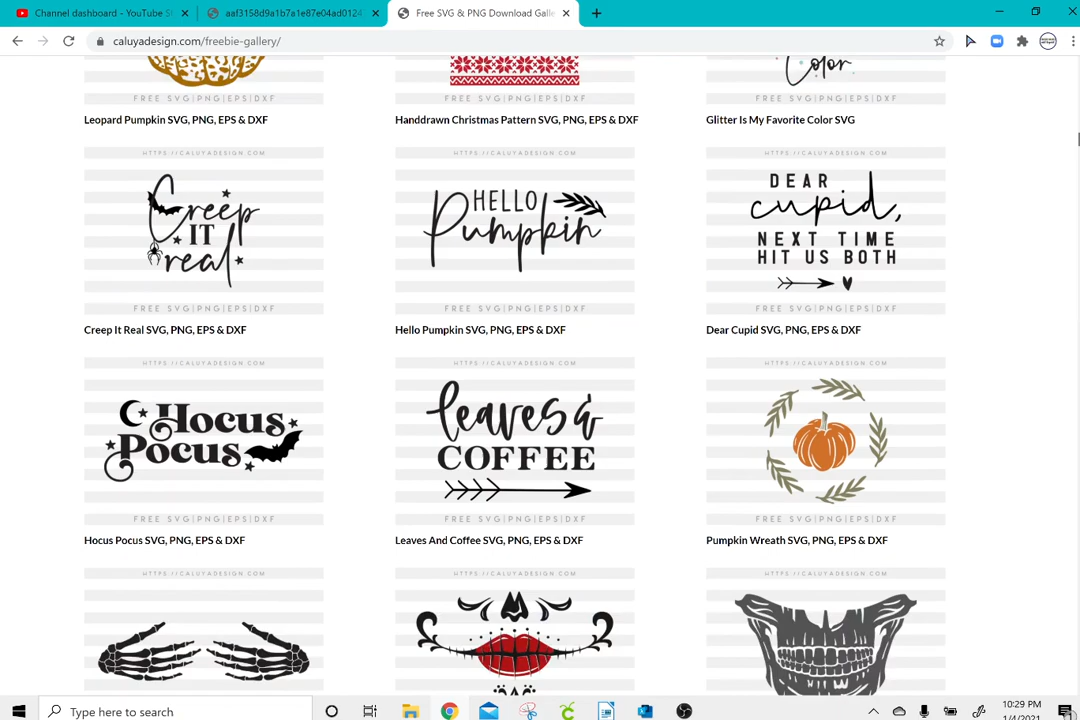 Channel dashboard - YouTube S
aaf3158d9a1b7a1e87e04ad0124
Free SVG & PNG Download Galle
caluyadesign.com/freebie-gallery/
Color
FREE SVG|PNG|EPS|DXF
FREE SVG|PNG|EPS|DXF
FREE SVG|PNG|EPS|DXF
Leopard Pumpkin SVG, PNG, EPS & DXF
Handdrawn Christmas Pattern SVG, PNG, EPS & DXF
Glitter Is My Favorite Color SVG
HTTPS://CALUYADESIGN.COM
HTTPS://CALUYADESIGN.COM
HTTPS://CALUYADESIGN.COM
Creep
IT
real
HELLO
Pumpkin
DEAR
cupid,
NEXT TIME
HIT US BOTH
FREE SVG|PNG|EPS|DXF
FREE SVG|PNG|EPS|DXF
FREE SVG|PNG|EPS|DXF
Creep It Real SVG, PNG, EPS & DXF
Hello Pumpkin SVG, PNG, EPS & DXF
Dear Cupid SVG, PNG, EPS & DXF
HTTPS://CALUYADESIGN.COM
HTTPS://CALUYADESIGN.COM
HTTPS://CALUYADESIGN.COM
Hocus
Pocus
leaves &
COFFEE
FREE SVG|PNG|EPS|DXF
FREE SVG|PNG|EPS|DXF
FREE SVG|PNG|EPS|DXF
Hocus Pocus SVG, PNG, EPS & DXF
Leaves And Coffee SVG, PNG, EPS & DXF
Pumpkin Wreath SVG, PNG, EPS & DXF
HTTPS://CALUYADESIGN.COM
HTTPS://CALUYADESIGN.COM
HTTPS://CALUYADESIGN.COM
Type here to search
10:29 PM
1/4/2021